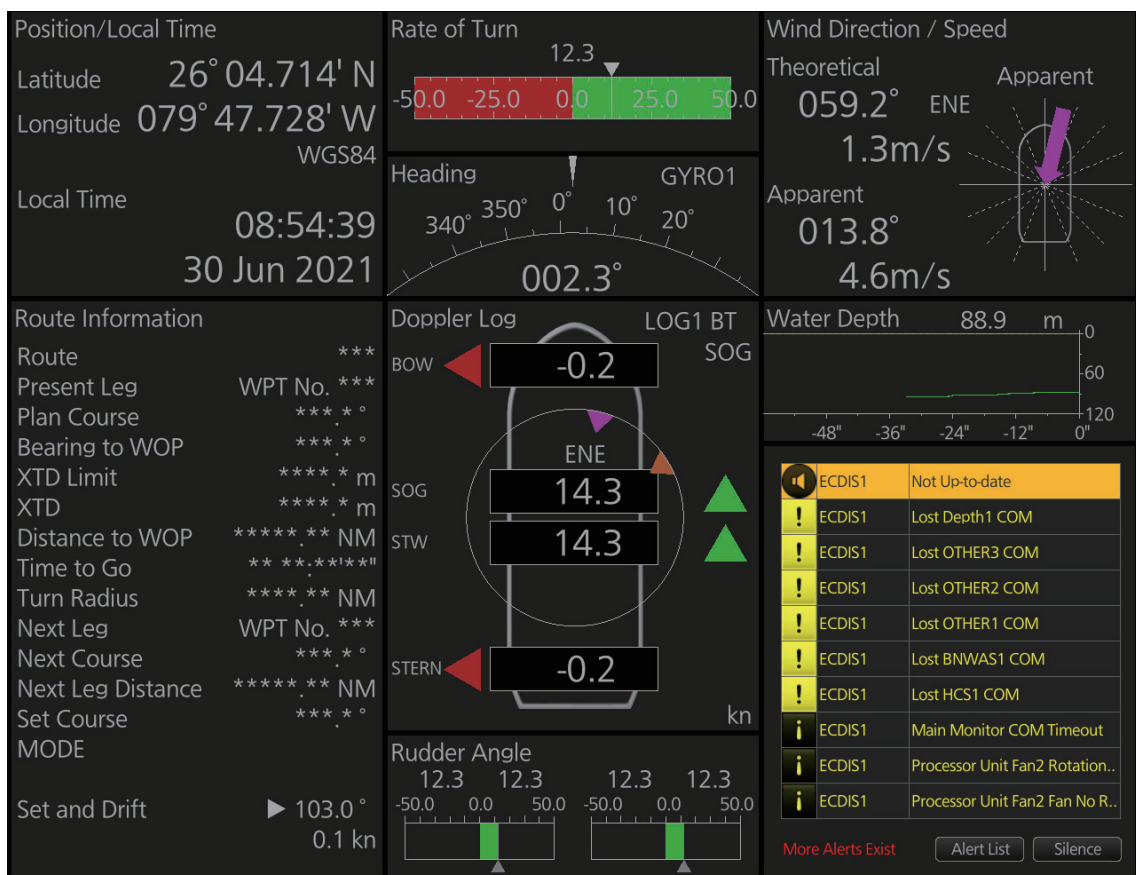 Position/Local Time
Latitude 26° 04.714' N
Longitude 079° 47.728' W
WGS84
Local Time
08:54:39
30 Jun 2021
Rate of Turn
12.3
-50.0 -25.0 0.0 25.0 50.0
Heading GYRO1
340° 350° 0° 10° 20°
002.3°
Wind Direction / Speed
Theoretical Apparent
059.2° ENE
1.3m/s
Apparent
013.8°
4.6m/s
Route Information
Route ***
Present Leg WPT No. ***
Plan Course ***.* °
Bearing to WOP ***.* °
XTD Limit ****.* m
XTD ****.* m
Distance to WOP *****.** NM
Time to Go ** **:**'**"
Turn Radius ****.** NM
Next Leg WPT No. ***
Next Course ***.* °
Next Leg Distance *****.** NM
Set Course ***.* °
MODE
Set and Drift ▶ 103.0 °
0.1 kn
Doppler Log LOG1 BT
SOG
BOW -0.2
ENE
SOG 14.3
STW 14.3
STERN -0.2
kn
Rudder Angle
12.3 12.3 12.3 12.3
-50.0 0.0 50.0 -50.0 0.0 50.0
Water Depth 88.9 m
0
60
120
-48" -36" -24" -12" 0"
ECDIS1 Not Up-to-date
! ECDIS1 Lost Depth1 COM
! ECDIS1 Lost OTHER3 COM
! ECDIS1 Lost OTHER2 COM
! ECDIS1 Lost OTHER1 COM
! ECDIS1 Lost BNWAS1 COM
! ECDIS1 Lost HCS1 COM
i ECDIS1 Main Monitor COM Timeout
i ECDIS1 Processor Unit Fan2 Rotation..
i ECDIS1 Processor Unit Fan2 Fan No R..
More Alerts Exist Alert List Silence